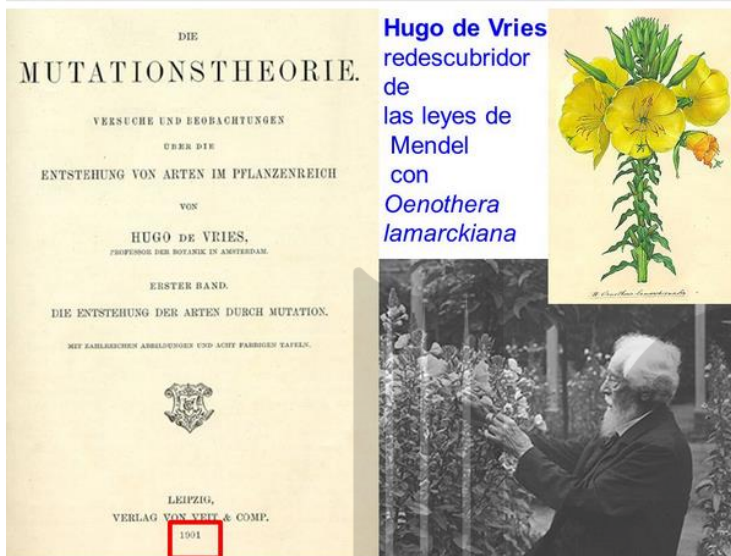 DIE
MUTATIONSTHEORIE.
VERSUCHE UND BEOBACHTUNGEN
ÜBER DIE
ENTSTEHUNG VON ARTEN IM PFLANZENREICH
VON
HUGO DE VRIES,
PROFESSOR DER BOTANIK IN AMSTERDAM.
ERSTER BAND.
DIE ENTSTEHUNG DER ARTEN DURCH MUTATION.
MIT ZAHLREICHEN ABBILDUNGEN UND ACHT FARBIGEN TAFELN.
LEIPZIG,
VERLAG VON VEIT & COMP.
1901
Hugo de Vries
redescubridor
de
las leyes de
Mendel
con
Oenothera
lamarckiana